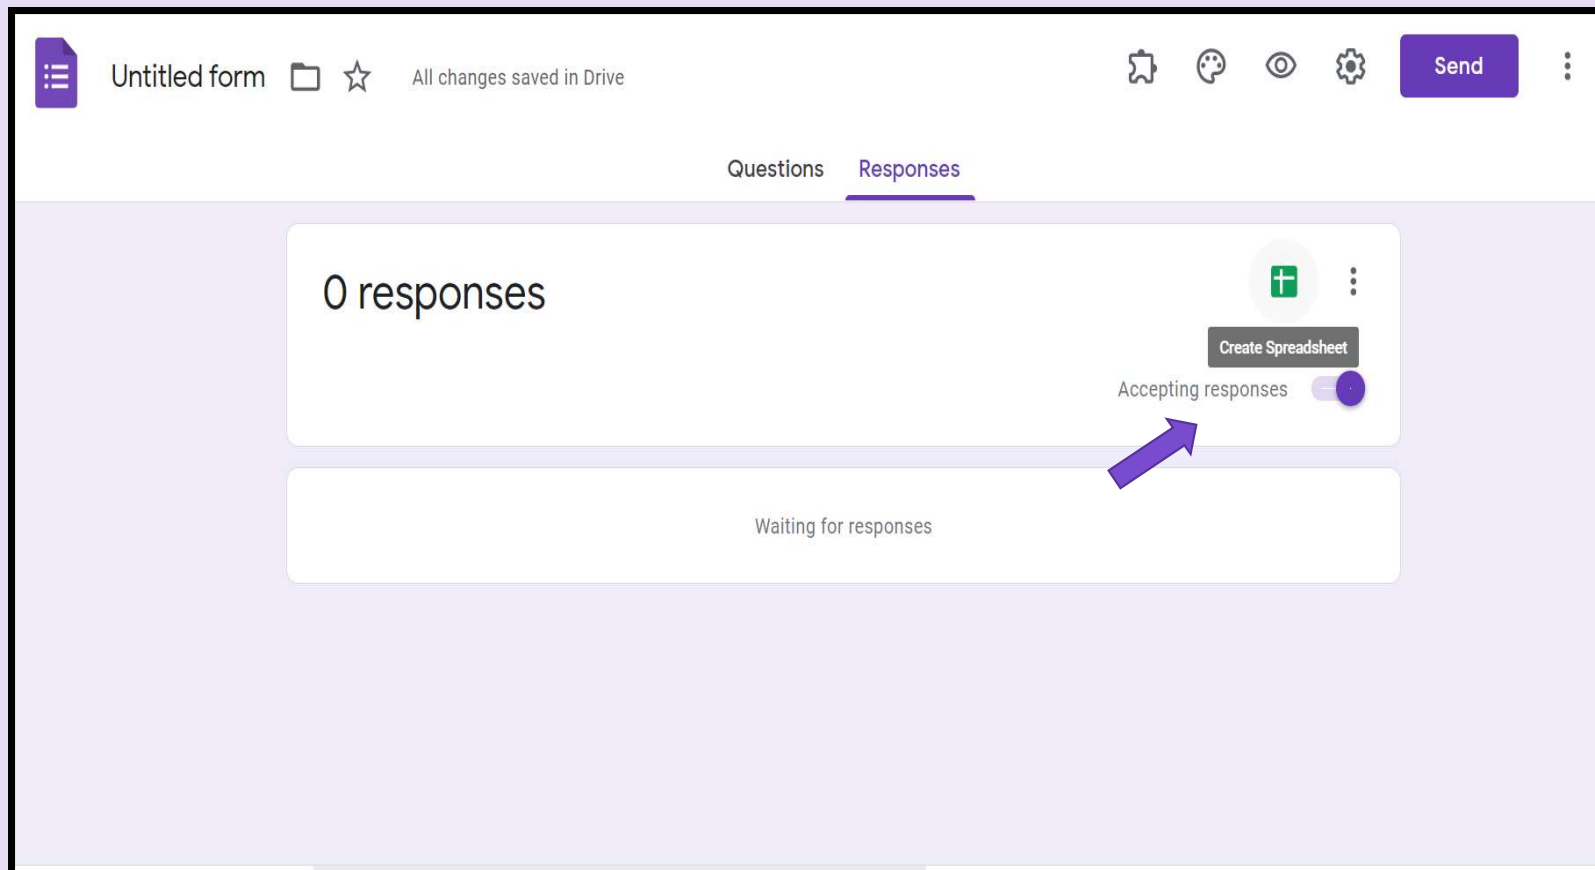 Untitled form
All changes saved in Drive
Send
Questions
Responses
0 responses
Create Spreadsheet
Accepting responses
Waiting for responses